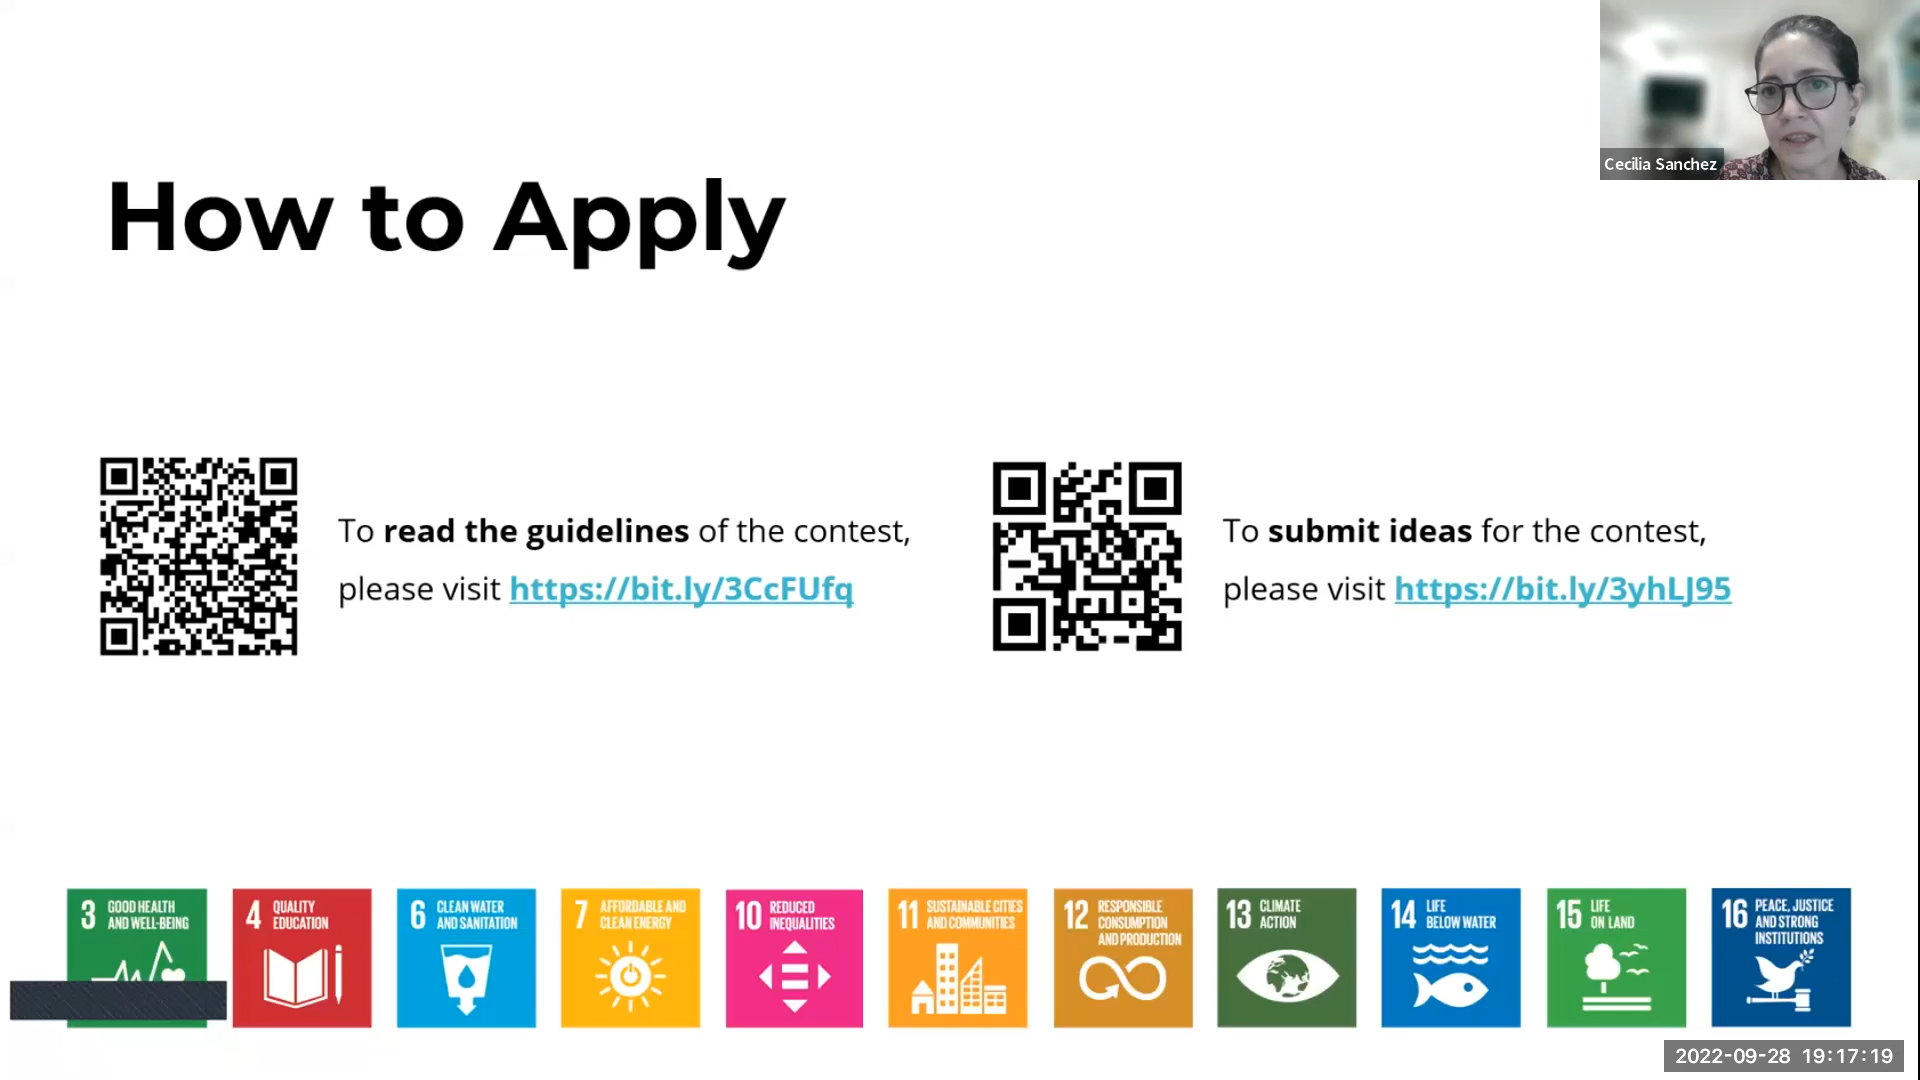 Cecilia Sanchez
How to Apply
To read the guidelines of the contest,
please visit https://bit.ly/3CcFUfq
To submit ideas for the contest,
please visit https://bit.ly/3yhLJ95
3 GOOD HEALTH
AND WELL-BEING
4 QUALITY
EDUCATION
6 CLEAN WATER
AND SANITATION
7 AFFORDABLE AND
CLEAN ENERGY
10 REDUCED
INEQUALITIES
11 SUSTAINABLE CITIES
AND COMMUNITIES
12 RESPONSIBLE
CONSUMPTION
AND PRODUCTION
13 CLIMATE
ACTION
14 LIFE
BELOW WATER
15 LIFE
ON LAND
16 PEACE, JUSTICE
AND STRONG
INSTITUTIONS
2022-09-28 19:17:19